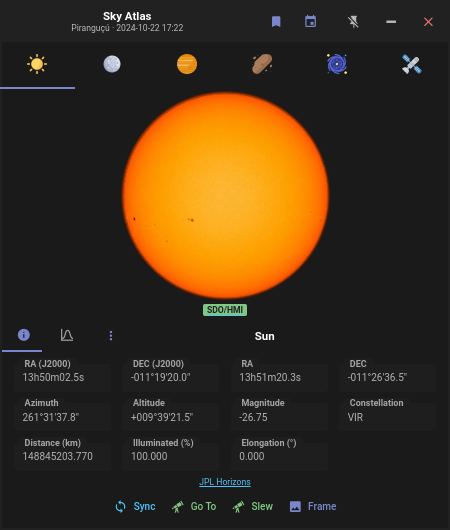 Sky Atlas
Piranguçú · 2024-10-22 17:22
SDO/HMI
Sun
RA (J2000) DEC (J2000) RA DEC
13h50m02.5s -011°19'20.0" 13h51m20.3s -011°26'36.5"
Azimuth Altitude Magnitude Constellation
261°31'37.8" +009°39'21.5" -26.75 VIR
Distance (km) Illuminated (%) Elongation (°)
148845203.770 100.000 0.000
JPL Horizons
Sync Go To Slew Frame